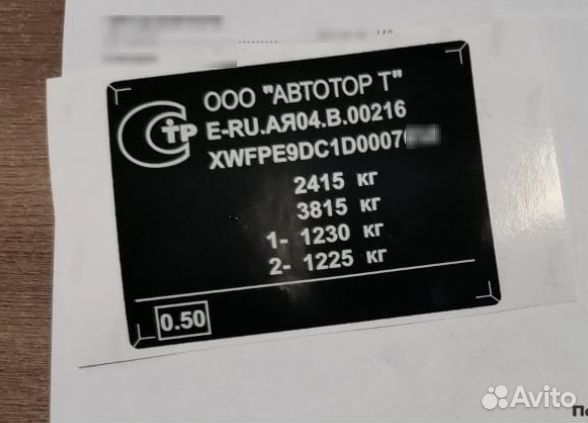 ООО "АВТОТОР Т"
E-RU.АЯ04.В.00216
XWFPE9DC1D0007
2415 кг
3815 кг
1- 1230 кг
2- 1225 кг
0.50
Avito